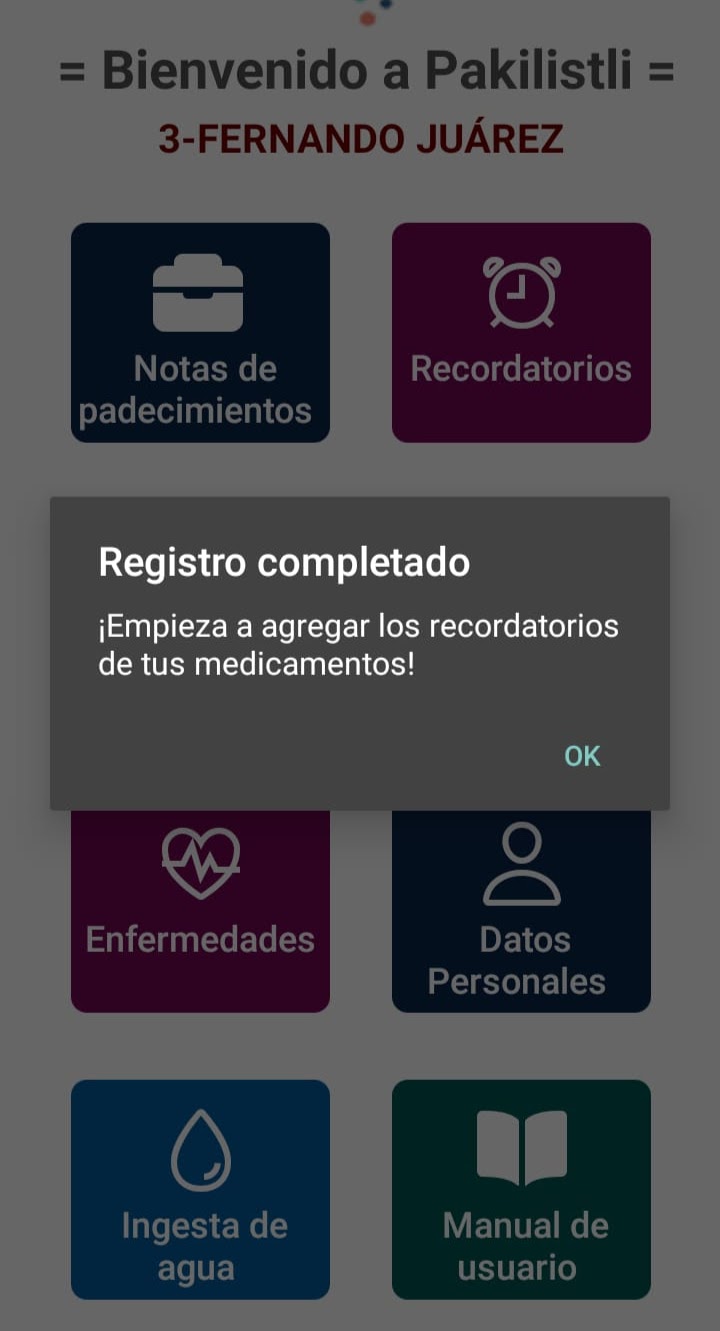 = Bienvenido a Pakilistli =
3-FERNANDO JUÁREZ
Notas de
padecimientos
Recordatorios
Registro completado
¡Empieza a agregar los recordatorios
de tus medicamentos!
OK
Enfermedades
Datos
Personales
Ingesta de
agua
Manual de
usuario